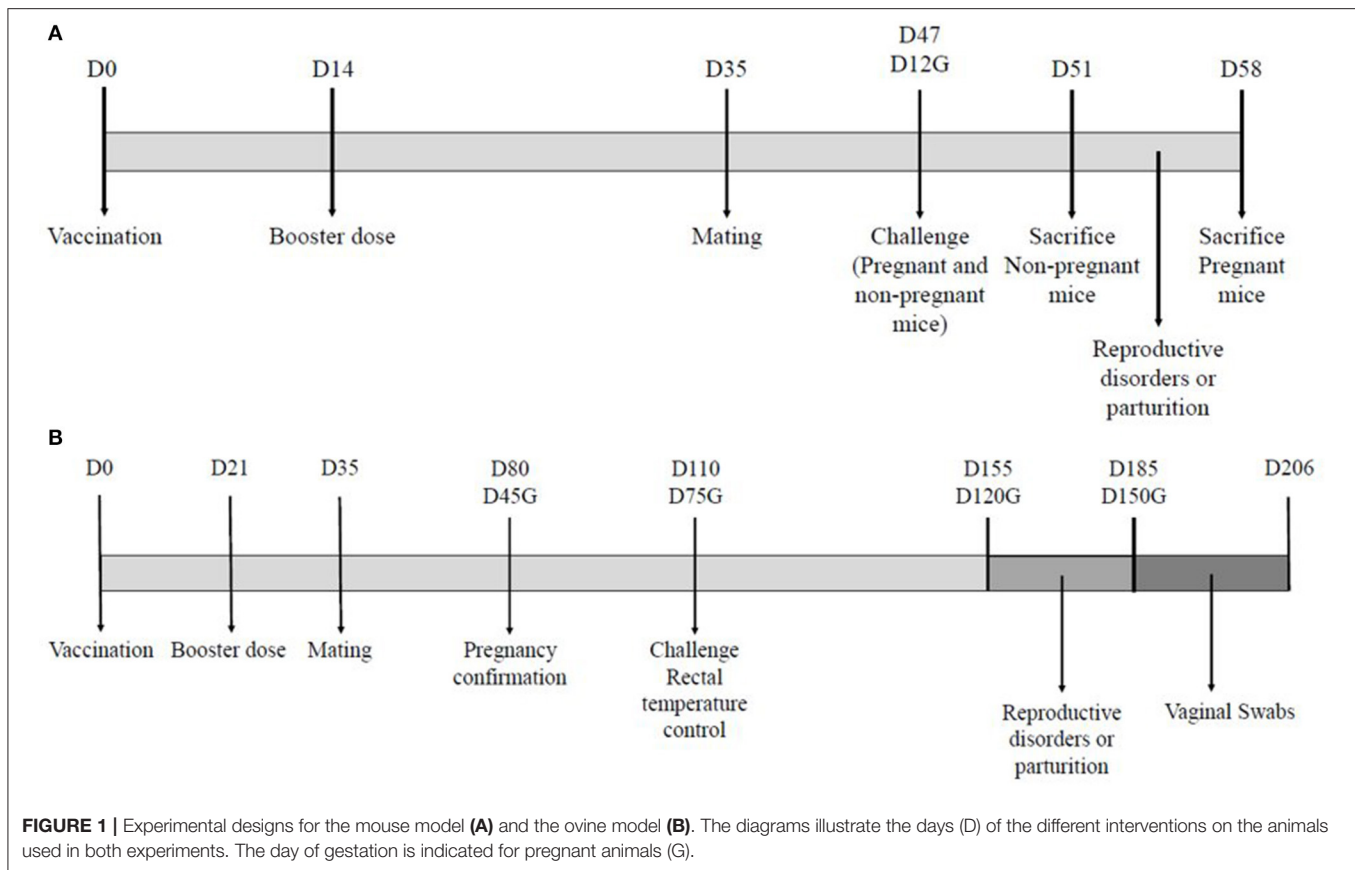 A
D0
D14
D35
D47
D12G
D51
D58
Vaccination
Booster dose
Mating
Challenge
(Pregnant and
non-pregnant
mice)
Sacrifice
Non-pregnant
mice
Reproductive
disorders or
parturition
Sacrifice
Pregnant
mice
B
D0
D21
D35
D80
D45G
D110
D75G
D155
D120G
D185
D150G
D206
Vaccination
Booster dose
Mating
Pregnancy
confirmation
Challenge
Rectal
temperature
control
Reproductive
disorders or
parturition
Vaginal Swabs
FIGURE 1 | Experimental designs for the mouse model (A) and the ovine model (B). The diagrams illustrate the days (D) of the different interventions on the animals
used in both experiments. The day of gestation is indicated for pregnant animals (G).